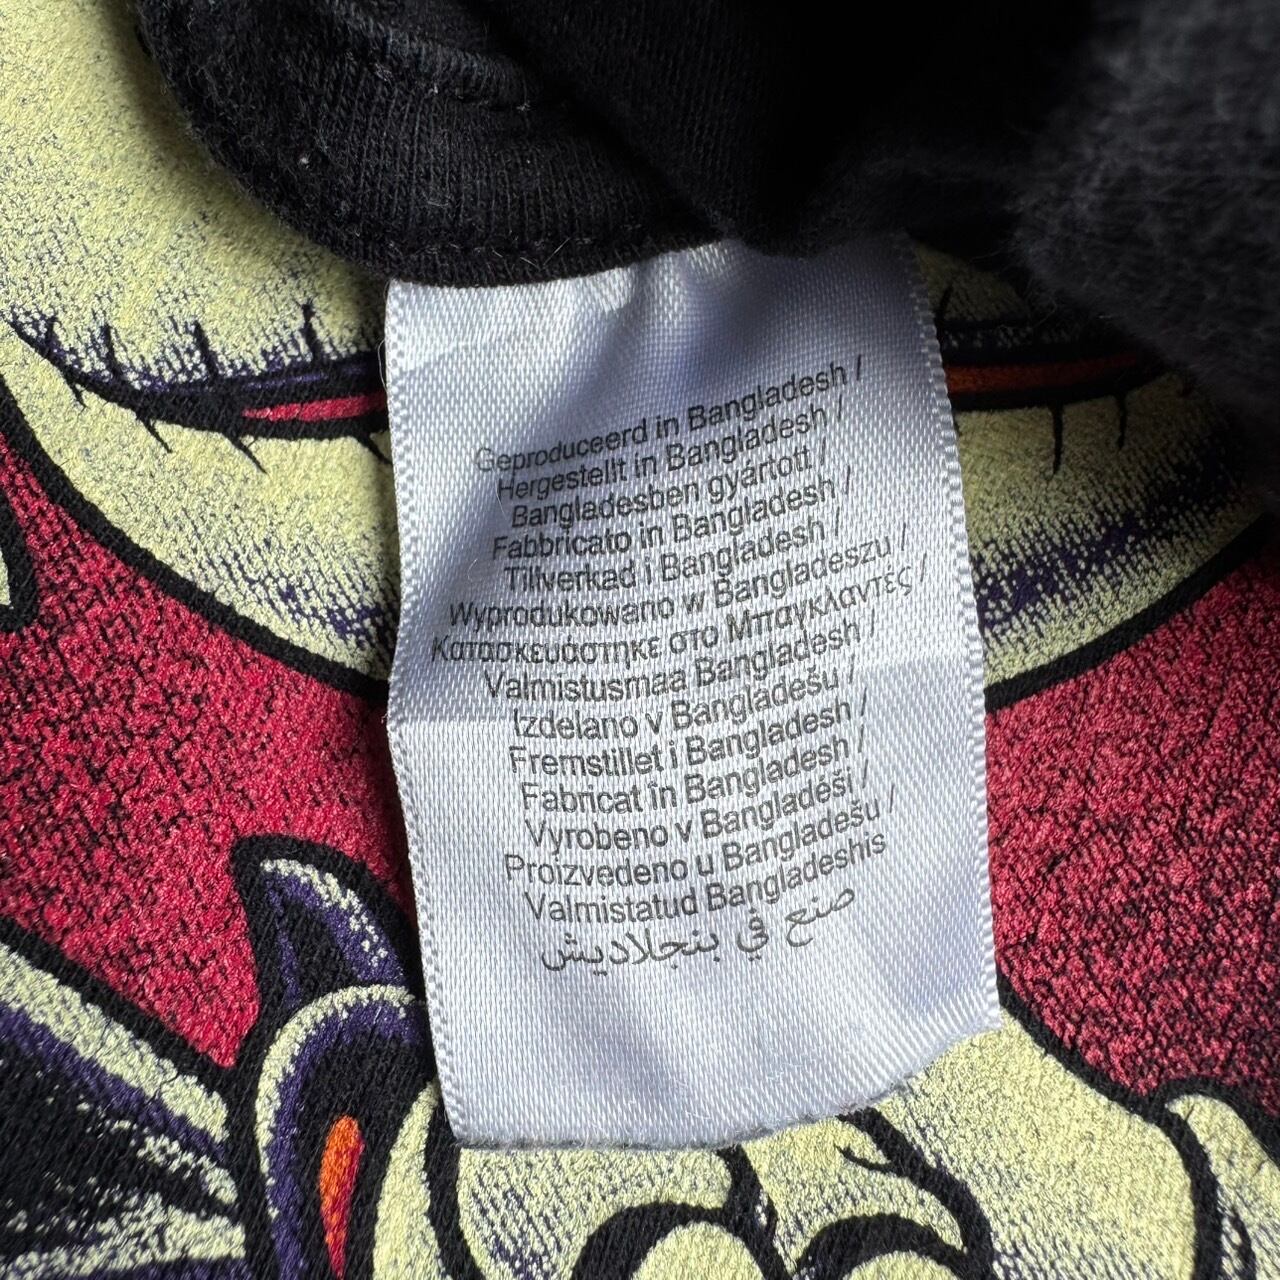 Geproduceerd in Bangladesh /
Hergestellt in Bangladesh /
Bangladesben gyártott /
Fabbricato in Bangladesh /
Tillverkad i Bangladesh /
Wyprodukowano w Bangladeszu /
Κατασκευάστηκε στο Μπαγκλαντές /
Valmistusmaa Bangladesh /
Izdelano v Bangladešu /
Fremstillet i Bangladesh /
Fabricat în Bangladesh /
Vyrobeno v Bangladéši /
Proizvedeno u Bangladešu /
Valmistatud Bangladeshis
صنع في بنجلاديش